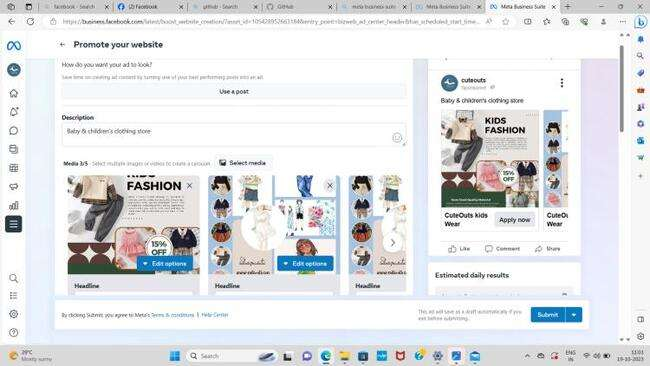 facebook - Search
(2) Facebook
github - Search
GitHub
meta business suite
Meta Business Suite
Meta Business Suite
https://business.facebook.com/latest/boost_website_creation/?asset_id=105428952663184&entry_point=bizweb_ad_center_header&has_scheduled_start_time...
Promote your website
How do you want your ad to look?
Save time on creating ad content by turning one of your best performing posts into an ad.
Use a post
Description
Baby & children's clothing store
Media 3/5 · Select multiple images or videos to create a carousel
Select media
KIDS
FASHION
15%
OFF
Edit options
Edit options
Headline
Headline
Headline
cuteouts
Sponsored
Baby & children's clothing store
KIDS
FASHION
15%
OFF
CuteOuts kids
Wear
Apply now
CuteO
Wear
Like
Comment
Share
Estimated daily results
By clicking Submit, you agree to Meta's Terms & conditions | Help Center
This ad will save as a draft automatically if you
exit before submitting.
Submit
29°C
Mostly sunny
Search
ENG
IN
11:01
19-10-2023